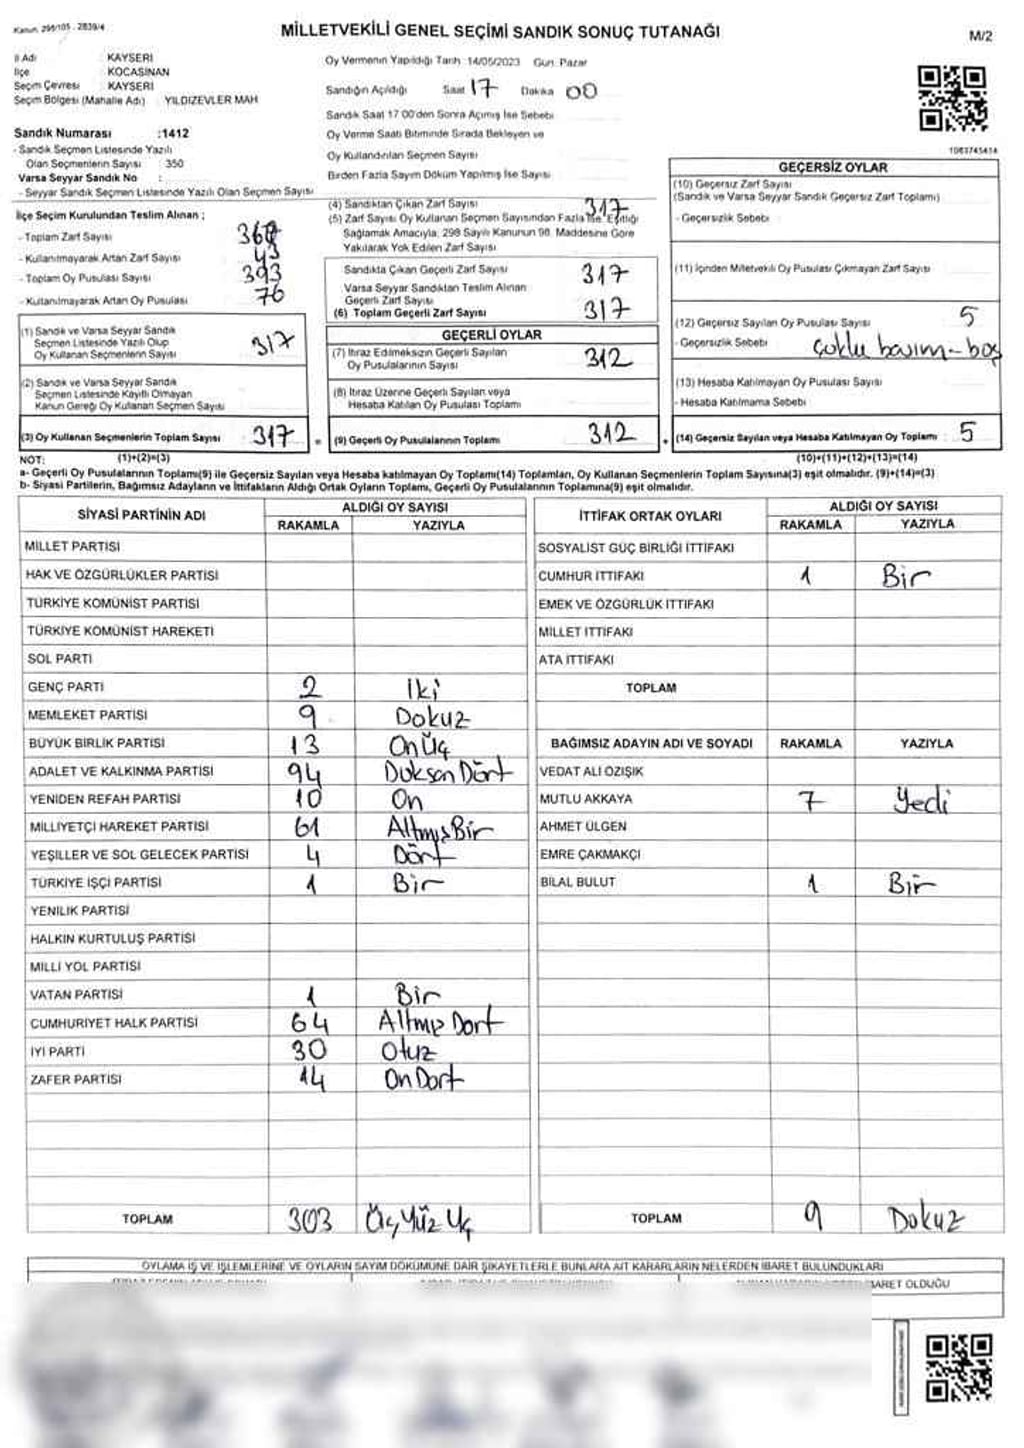 Kanun: 298/105 - 2839/4
MİLLETVEKİLİ GENEL SEÇİMİ SANDIK SONUÇ TUTANAĞI
M/2
İl Adı : KAYSERİ
İlçe : KOCASİNAN
Seçim Çevresi : KAYSERİ
Seçim Bölgesi (Mahalle Adı) : YILDIZEVLER MAH
Sandık Numarası :1412
- Sandık Seçmen Listesinde Yazılı
Olan Seçmenlerin Sayısı : 350
Varsa Seyyar Sandık No :
- Seyyar Sandık Seçmen Listesinde Yazılı Olan Seçmen Sayısı
Oy Vermenin Yapıldığı Tarih :14/05/2023 Gün: Pazar
Sandığın Açıldığı Saat 17 Dakika 00
Sandık Saat 17:00'den Sonra Açılmış İse Sebebi
Oy Verme Saati Bitiminde Sırada Bekleyen ve
Oy Kullandırılan Seçmen Sayısı
Birden Fazla Sayım Döküm Yapılmış İse Sayısı
1083745414
İlçe Seçim Kurulundan Teslim Alınan ;
- Toplam Zarf Sayısı : 360
- Kullanılmayarak Artan Zarf Sayısı : 43
- Toplam Oy Pusulası Sayısı : 393
- Kullanılmayarak Artan Oy Pusulası : 76
(1) Sandık ve Varsa Seyyar Sandık
Seçmen Listesinde Yazılı Olup
Oy Kullanan Seçmenlerin Sayısı : 317
(2) Sandık ve Varsa Seyyar Sandık
Seçmen Listesinde Kayıtlı Olmayan
Kanun Gereği Oy Kullanan Seçmen Sayısı
(3) Oy Kullanan Seçmenlerin Toplam Sayısı : 317
(4) Sandıktan Çıkan Zarf Sayısı : 317
(5) Zarf Sayısı Oy Kullanan Seçmen Sayısından Fazla İse, Eşitliği
Sağlamak Amacıyla; 298 Sayılı Kanunun 98. Maddesine Göre
Yakılarak Yok Edilen Zarf Sayısı
Sandıkta Çıkan Geçerli Zarf Sayısı : 317
Varsa Seyyar Sandıktan Teslim Alınan
Geçerli Zarf Sayısı
(6) Toplam Geçerli Zarf Sayısı : 317
GEÇERLİ OYLAR
(7) İtiraz Edilmeksizin Geçerli Sayılan
Oy Pusulasının Sayısı : 312
(8) İtiraz Üzerine Geçerli Sayılan veya
Hesaba Katılan Oy Pusulası Toplamı
= (9) Geçerli Oy Pusulalarının Toplamı : 312
GEÇERSİZ OYLAR
(10) Geçersiz Zarf Sayısı
(Sandık ve Varsa Seyyar Sandık Geçersiz Zarf Toplamı)
- Geçersizlik Sebebi
(11) İçinden Milletvekili Oy Pusulası Çıkmayan Zarf Sayısı
(12) Geçersiz Sayılan Oy Pusulası Sayısı : 5
- Geçersizlik Sebebi : çoklu basım-boş
(13) Hesaba Katılmayan Oy Pusulası Sayısı
- Hesaba Katılmama Sebebi
+ (14) Geçersiz Sayılan veya Hesaba Katılmayan Oy Toplamı : 5
NOT: (1)+(2)=(3) (10)+(11)+(12)+(13)=(14)
a- Geçerli Oy Pusulalarının Toplamı(9) ile Geçersiz Sayılan veya Hesaba katılmayan Oy Toplamı(14) Toplamları, Oy Kullanan Seçmenlerin Toplam Sayısına(3) eşit olmalıdır. (9)+(14)=(3)
b- Siyasi Partilerin, Bağımsız Adayların ve İttifakların Aldığı Ortak Oyların Toplamı, Geçerli Oy Pusulalarının Toplamına(9) eşit olmalıdır.
SİYASİ PARTİNİN ADI ALDIĞI OY SAYISI
RAKAMLA YAZIYLA
MİLLET PARTİSİ
HAK VE ÖZGÜRLÜKLER PARTİSİ
TÜRKİYE KOMÜNİST PARTİSİ
TÜRKİYE KOMÜNİST HAREKETİ
SOL PARTİ
GENÇ PARTİ 2 İki
MEMLEKET PARTİSİ 9 Dokuz
BÜYÜK BİRLİK PARTİSİ 13 OnÜç
ADALET VE KALKINMA PARTİSİ 94 Doksan Dört
YENİDEN REFAH PARTİSİ 10 On
MİLLİYETÇİ HAREKET PARTİSİ 61 Altmış Bir
YEŞİLLER VE SOL GELECEK PARTİSİ 4 Dört
TÜRKİYE İŞÇİ PARTİSİ 1 Bir
YENİLİK PARTİSİ
HALKIN KURTULUŞ PARTİSİ
MİLLİ YOL PARTİSİ
VATAN PARTİSİ 1 Bir
CUMHURİYET HALK PARTİSİ 64 Altmış Dort
İYİ PARTİ 30 Otuz
ZAFER PARTİSİ 14 On Dort
TOPLAM 303 Üç Yüz Üç
İTTİFAK ORTAK OYLARI ALDIĞI OY SAYISI
RAKAMLA YAZIYLA
SOSYALİST GÜÇ BİRLİĞİ İTTİFAKI
CUMHUR İTTİFAKI 1 Bir
EMEK VE ÖZGÜRLÜK İTTİFAKI
MİLLET İTTİFAKI
ATA İTTİFAKI
TOPLAM
BAĞIMSIZ ADAYIN ADI VE SOYADI RAKAMLA YAZIYLA
VEDAT ALİ ÖZIŞIK
MUTLU AKKAYA 7 Yedi
AHMET ÜLGEN
EMRE ÇAKMAKÇI
BİLAL BULUT 1 Bir
TOPLAM 9 Dokuz
OYLAMA İŞ VE İŞLEMLERİNE VE OYLARIN SAYIM DÖKÜMÜNE DAİR ŞİKAYETLERLE BUNLARA AİT KARARLARIN NELERDEN İBARET BULUNDUKLARI
BARET OLDUĞU